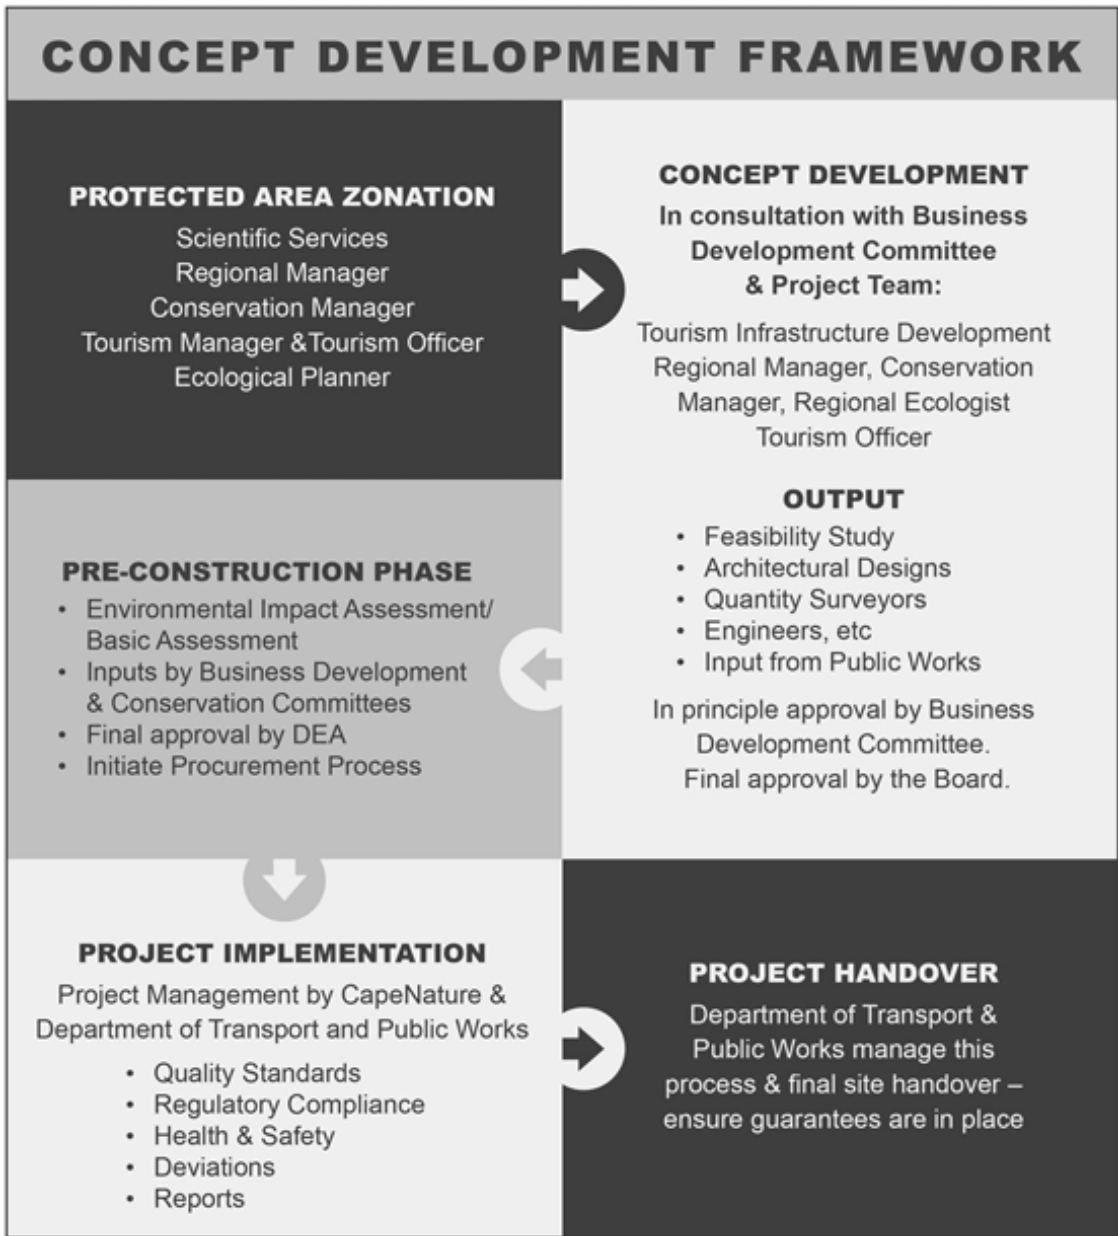 CONCEPT DEVELOPMENT FRAMEWORK
PROTECTED AREA ZONATION
Scientific Services
Regional Manager
Conservation Manager
Tourism Manager &Tourism Officer
Ecological Planner
CONCEPT DEVELOPMENT
In consultation with Business
Development Committee
& Project Team:
Tourism Infrastructure Development
Regional Manager, Conservation
Manager, Regional Ecologist
Tourism Officer
OUTPUT
• Feasibility Study
• Architectural Designs
• Quantity Surveyors
• Engineers, etc
• Input from Public Works
In principle approval by Business
Development Committee.
Final approval by the Board.
PRE-CONSTRUCTION PHASE
• Environmental Impact Assessment/
Basic Assessment
• Inputs by Business Development
& Conservation Committees
• Final approval by DEA
• Initiate Procurement Process
PROJECT IMPLEMENTATION
Project Management by CapeNature &
Department of Transport and Public Works
• Quality Standards
• Regulatory Compliance
• Health & Safety
• Deviations
• Reports
PROJECT HANDOVER
Department of Transport &
Public Works manage this
process & final site handover –
ensure guarantees are in place